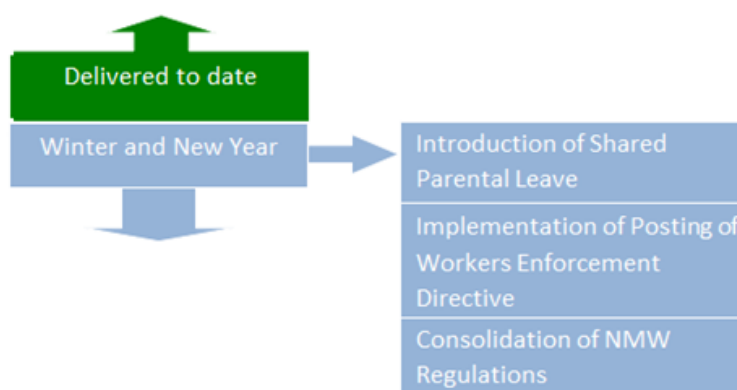 Delivered to date
Winter and New Year
Introduction of Shared
Parental Leave
Implementation of Posting of
Workers Enforcement
Directive
Consolidation of NMW
Regulations